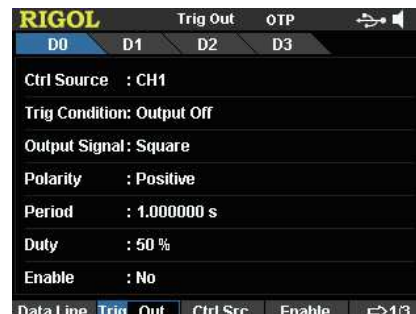 RIGOL Trig Out OTP
D0 D1 D2 D3
Ctrl Source : CH1
Trig Condition: Output Off
Output Signal: Square
Polarity : Positive
Period : 1.000000 s
Duty : 50 %
Enable : No
Data Line Trig Out Ctrl Src Enable 1/3